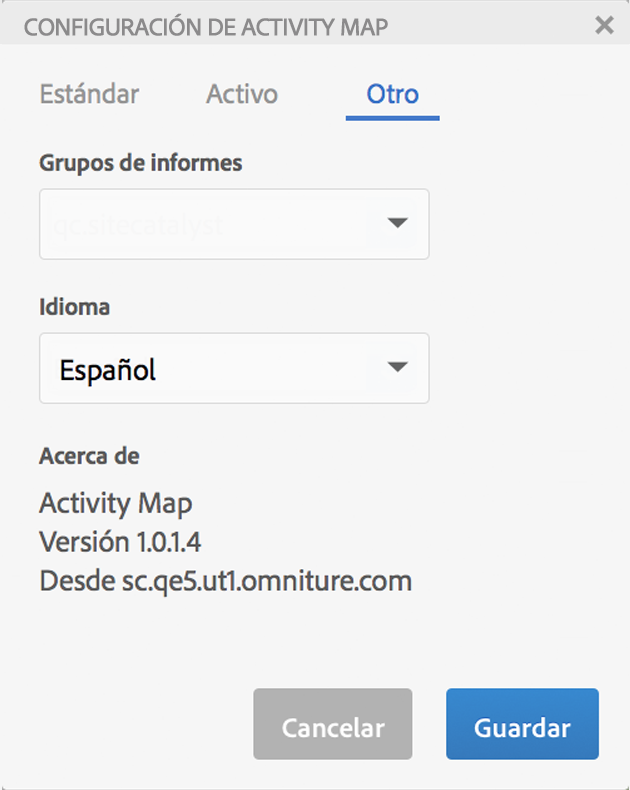 CONFIGURACIÓN DE ACTIVITY MAP
Estándar Activo Otro
Grupos de informes
qc.sitecatalyst
Idioma
Español
Acerca de
Activity Map
Versión 1.0.1.4
Desde sc.qe5.ut1.omniture.com
Cancelar Guardar